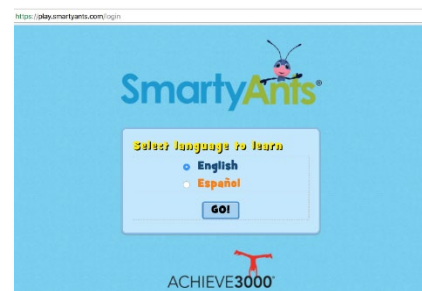 https://play.smartyants.com/login
SmartyAnts®
Select language to learn
English
Español
GO!
ACHIEVE3000®